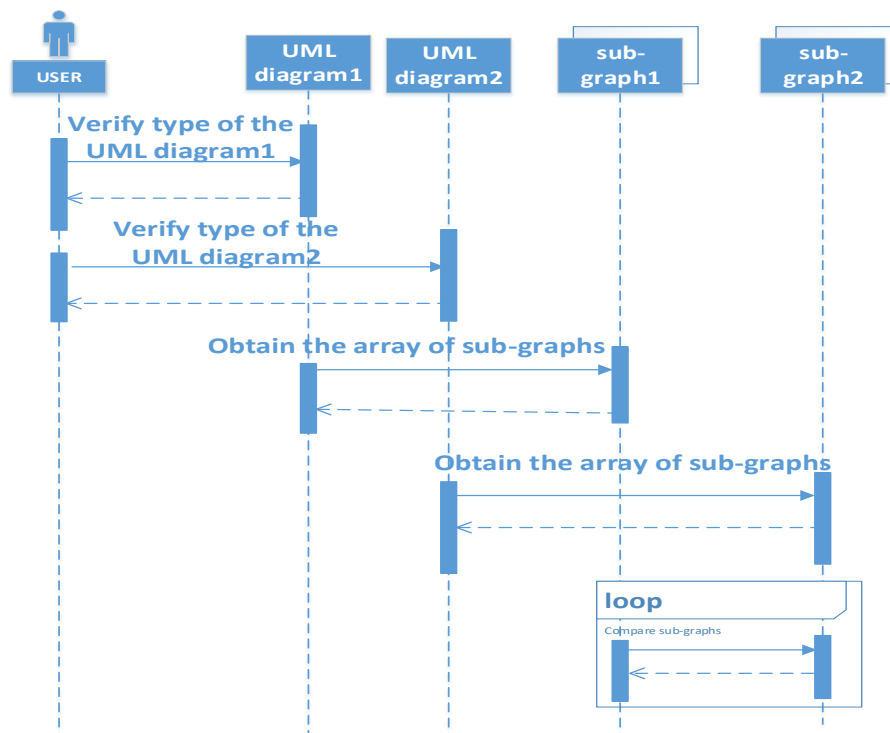 USER
UML
diagram1
UML
diagram2
sub-
graph1
sub-
graph2
Verify type of the
UML diagram1
Verify type of the
UML diagram2
Obtain the array of sub-graphs
Obtain the array of sub-graphs
loop
Compare sub-graphs